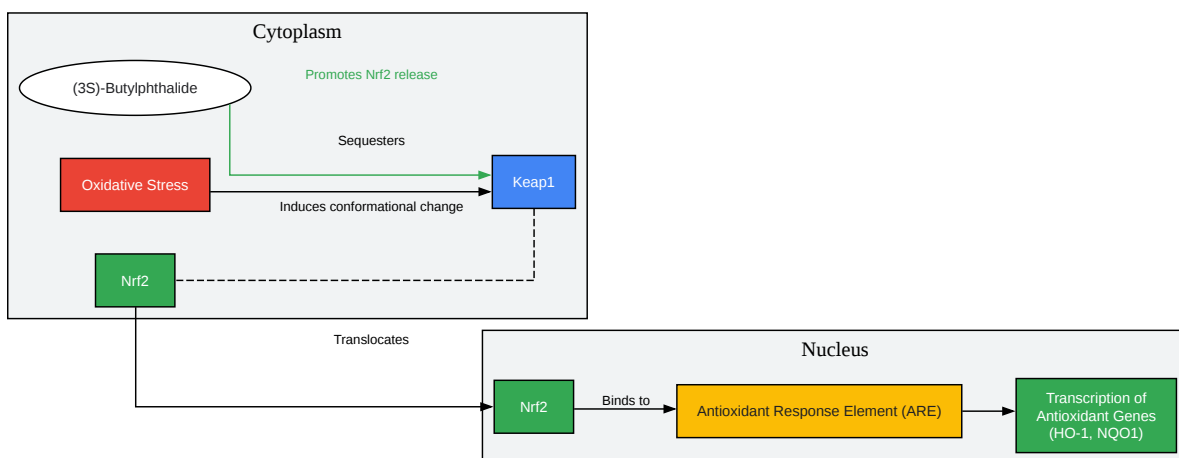 Cytoplasm
(3S)-Butylphthalide
Promotes Nrf2 release
Sequesters
Oxidative Stress
Keap1
Induces conformational change
Nrf2
Translocates
Nucleus
Nrf2
Binds to
Antioxidant Response Element (ARE)
Transcription of
Antioxidant Genes
(HO-1, NQO1)